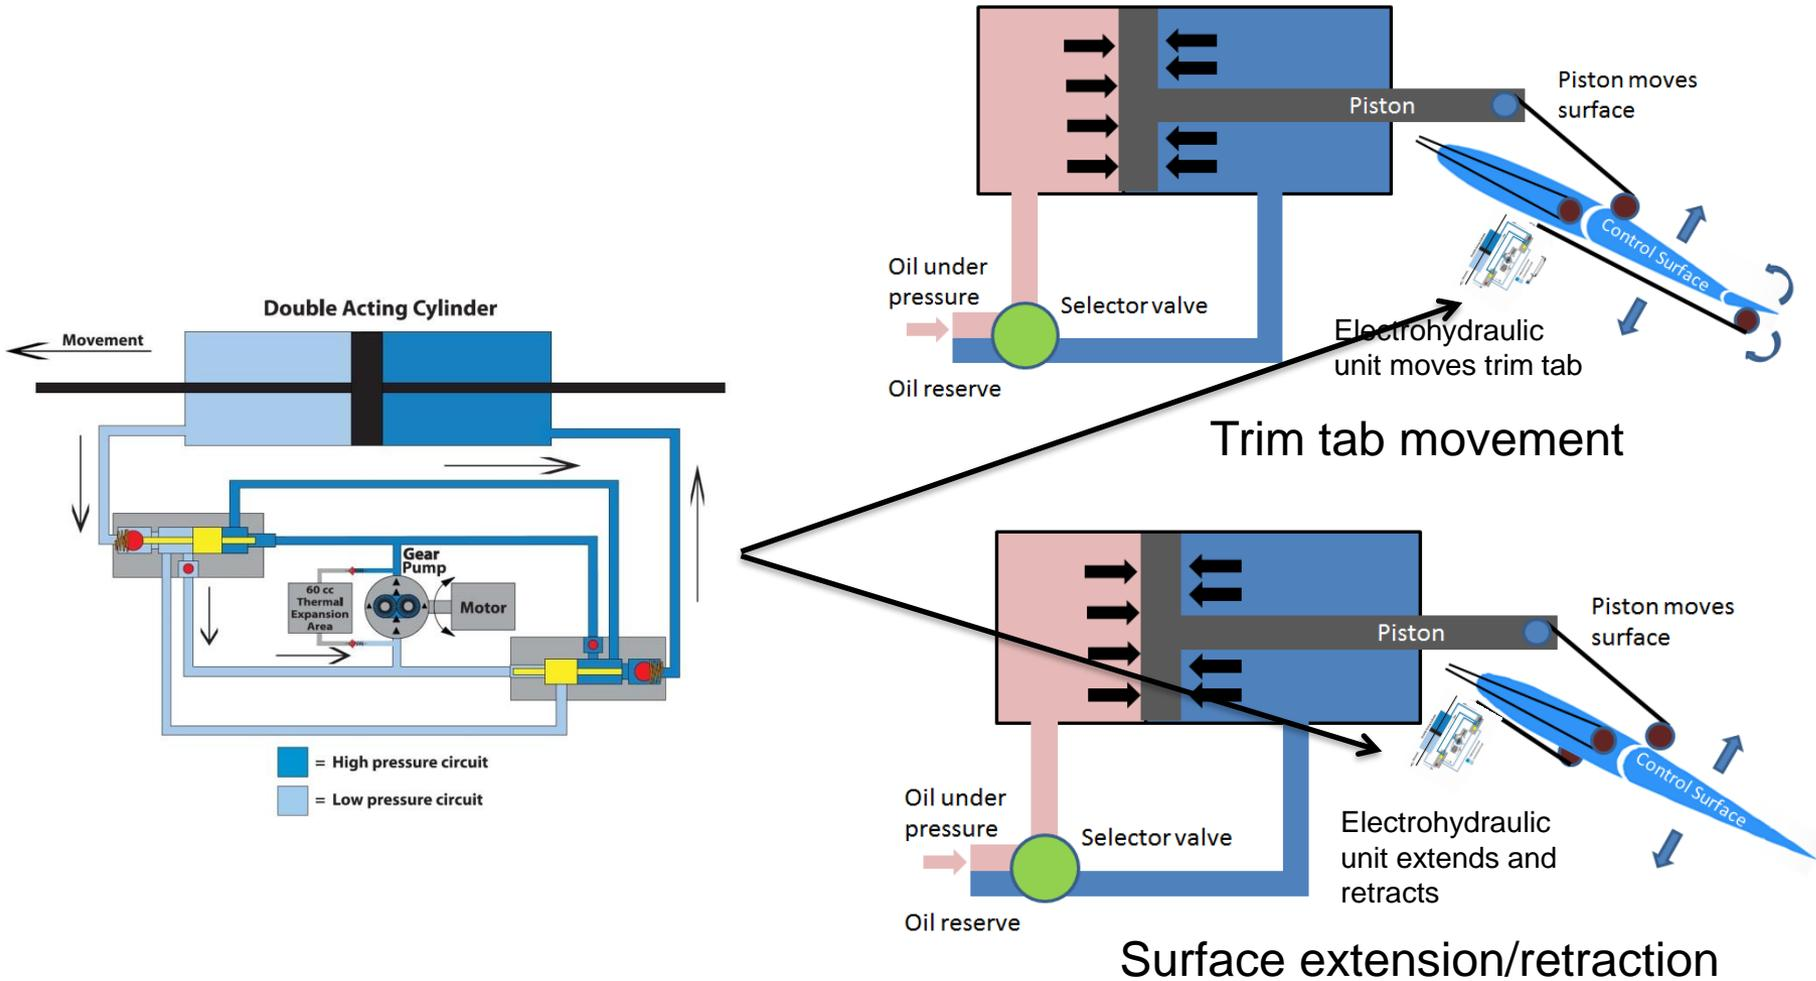 Double Acting Cylinder
Movement
Gear
Pump
60 cc
Thermal
Expansion
Area
Motor
= High pressure circuit
= Low pressure circuit
Piston
Piston moves
surface
Control Surface
Oil under
pressure
Selector valve
Oil reserve
Electrohydraulic
unit moves trim tab
Trim tab movement
Piston
Piston moves
surface
Control Surface
Oil under
pressure
Selector valve
Oil reserve
Electrohydraulic
unit extends and
retracts
Surface extension/retraction